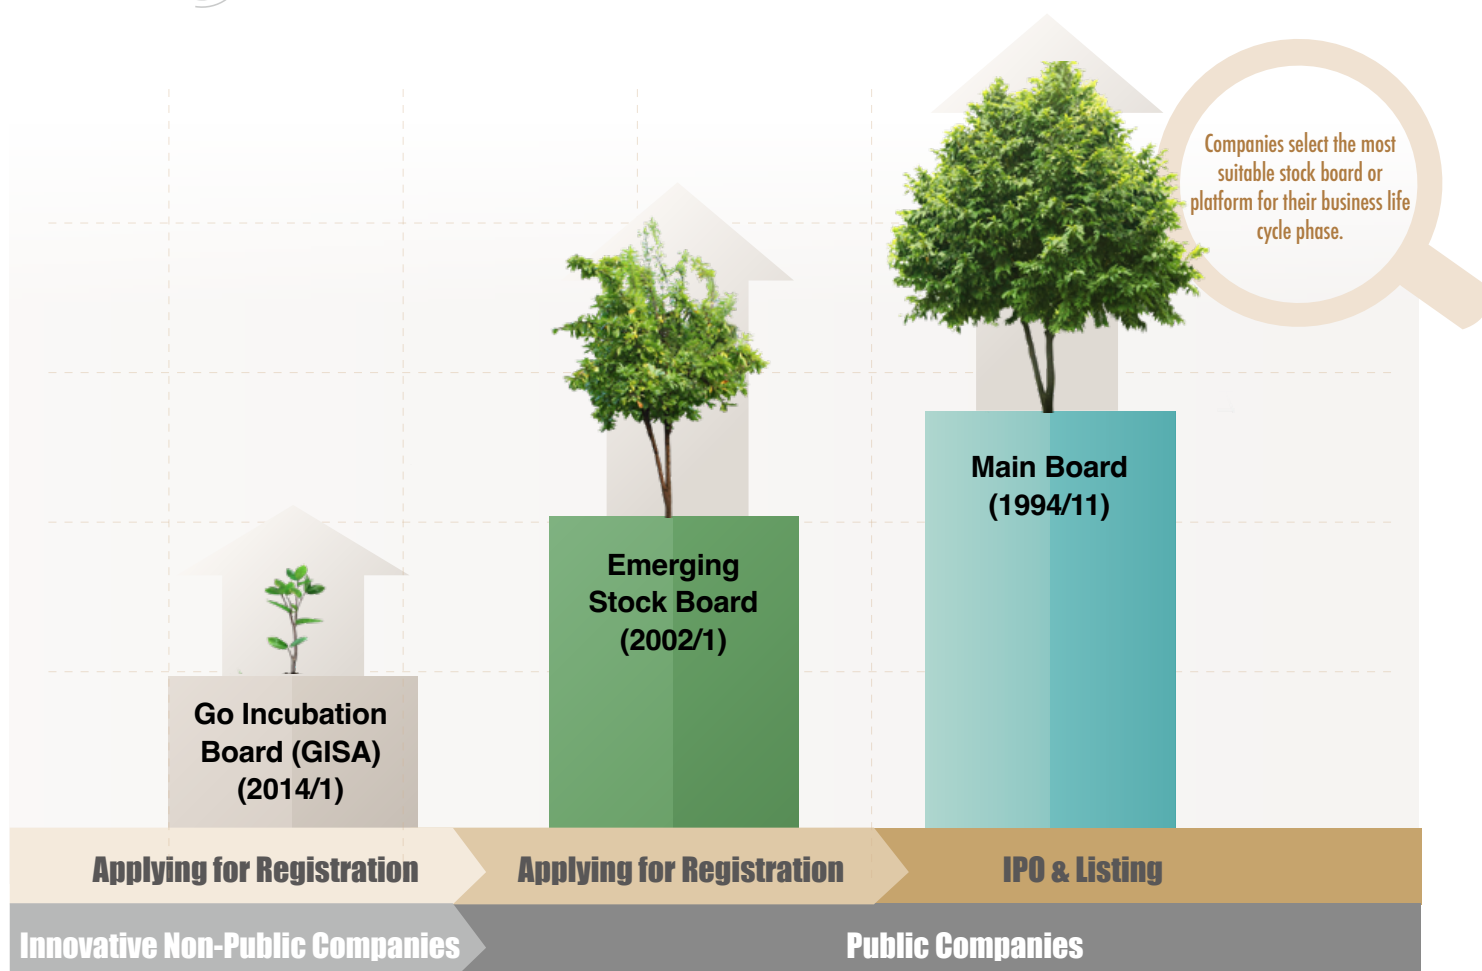 Companies select the most
suitable stock board or
platform for their business life
cycle phase.
Main Board
(1994/11)
Emerging
Stock Board
(2002/1)
Go Incubation
Board (GISA)
(2014/1)
Applying for Registration
Applying for Registration
IPO & Listing
Innovative Non-Public Companies
Public Companies